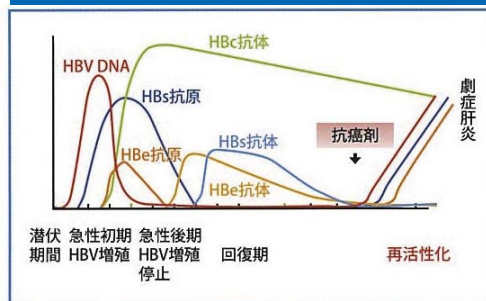 HBc抗体
HBV DNA
HBs抗原
HBe抗原
HBs抗体
HBe抗体
抗癌剤
劇症肝炎
潜伏
期間
急性初期
HBV増殖
急性後期
HBV増殖
停止
回復期
再活性化